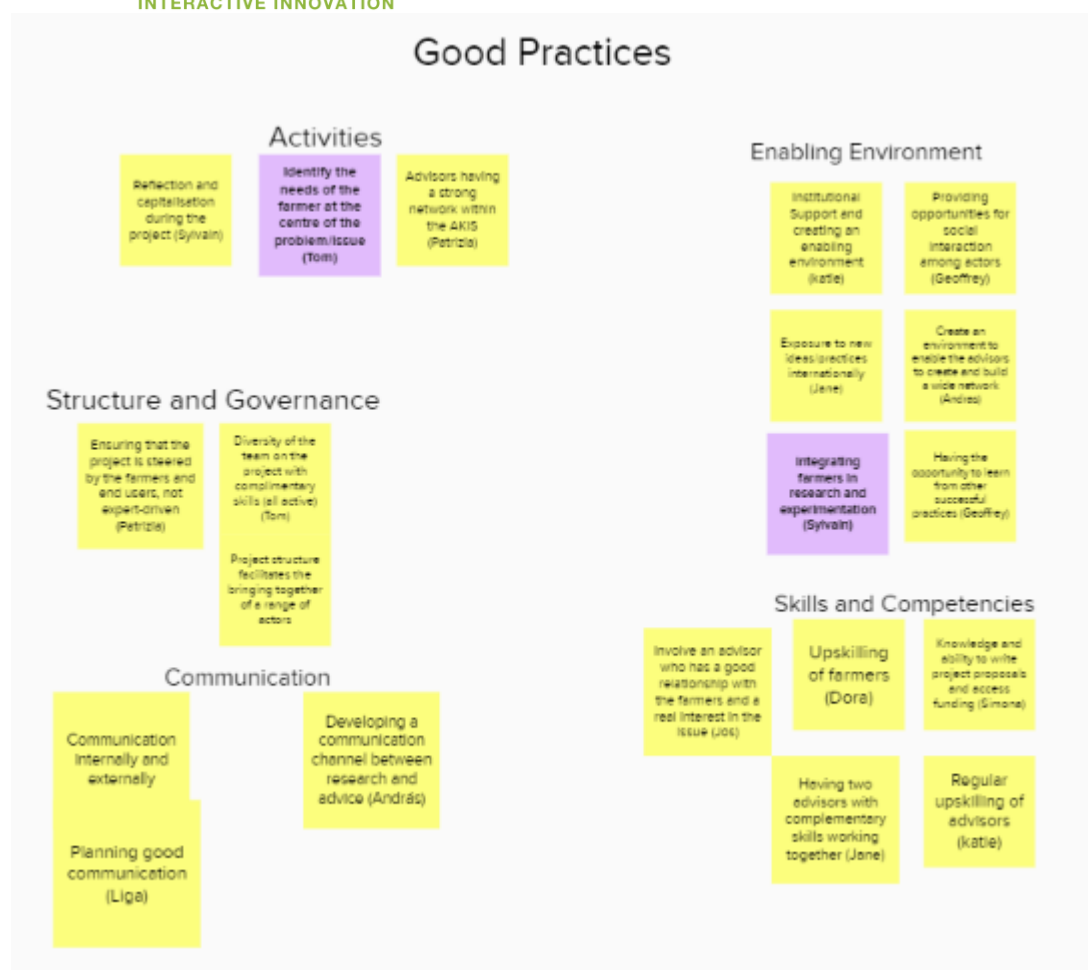 INTERACTIVE INNOVATION
Good Practices
Activities
Reflection and
capitalisation
during the
project (Sylvain)
Identify the
needs of the
farmer at the
centre of the
problem/issue
(Tom)
Advisors having
a strong
network within
the AKIS
(Patrizia)
Enabling Environment
Institutional
Support and
creating an
enabling
environment
(katie)
Providing
opportunities for
social
interaction
among actors
(Geoffrey)
Exposure to new
ideas/practices
internationally
(Jane)
Create an
environment to
enable the advisors
to create and build
a wide network
(Andras)
Integrating
farmers in
research and
experimentation
(Sylvain)
Having the
opportunity to learn
from other
successful
practices (Geoffrey)
Structure and Governance
Ensuring that the
project is steered
by the farmers and
end users, not
expert-driven
(Patrizia)
Diversity of the
team on the
project with
complimentary
skills (all active)
(Tom)
Project structure
facilitates the
bringing together
of a range of
actors
Skills and Competencies
Involve an advisor
who has a good
relationship with
the farmers and a
real interest in the
issue (Jos)
Upskilling
of farmers
(Dora)
Knowledge and
ability to write
project proposals
and access
funding (Simona)
Having two
advisors with
complementary
skills working
together (Jane)
Regular
upskilling of
advisors
(katie)
Communication
Communication
internally and
externally
Planning good
communication
(Liga)
Developing a
communication
channel between
research and
advice (András)